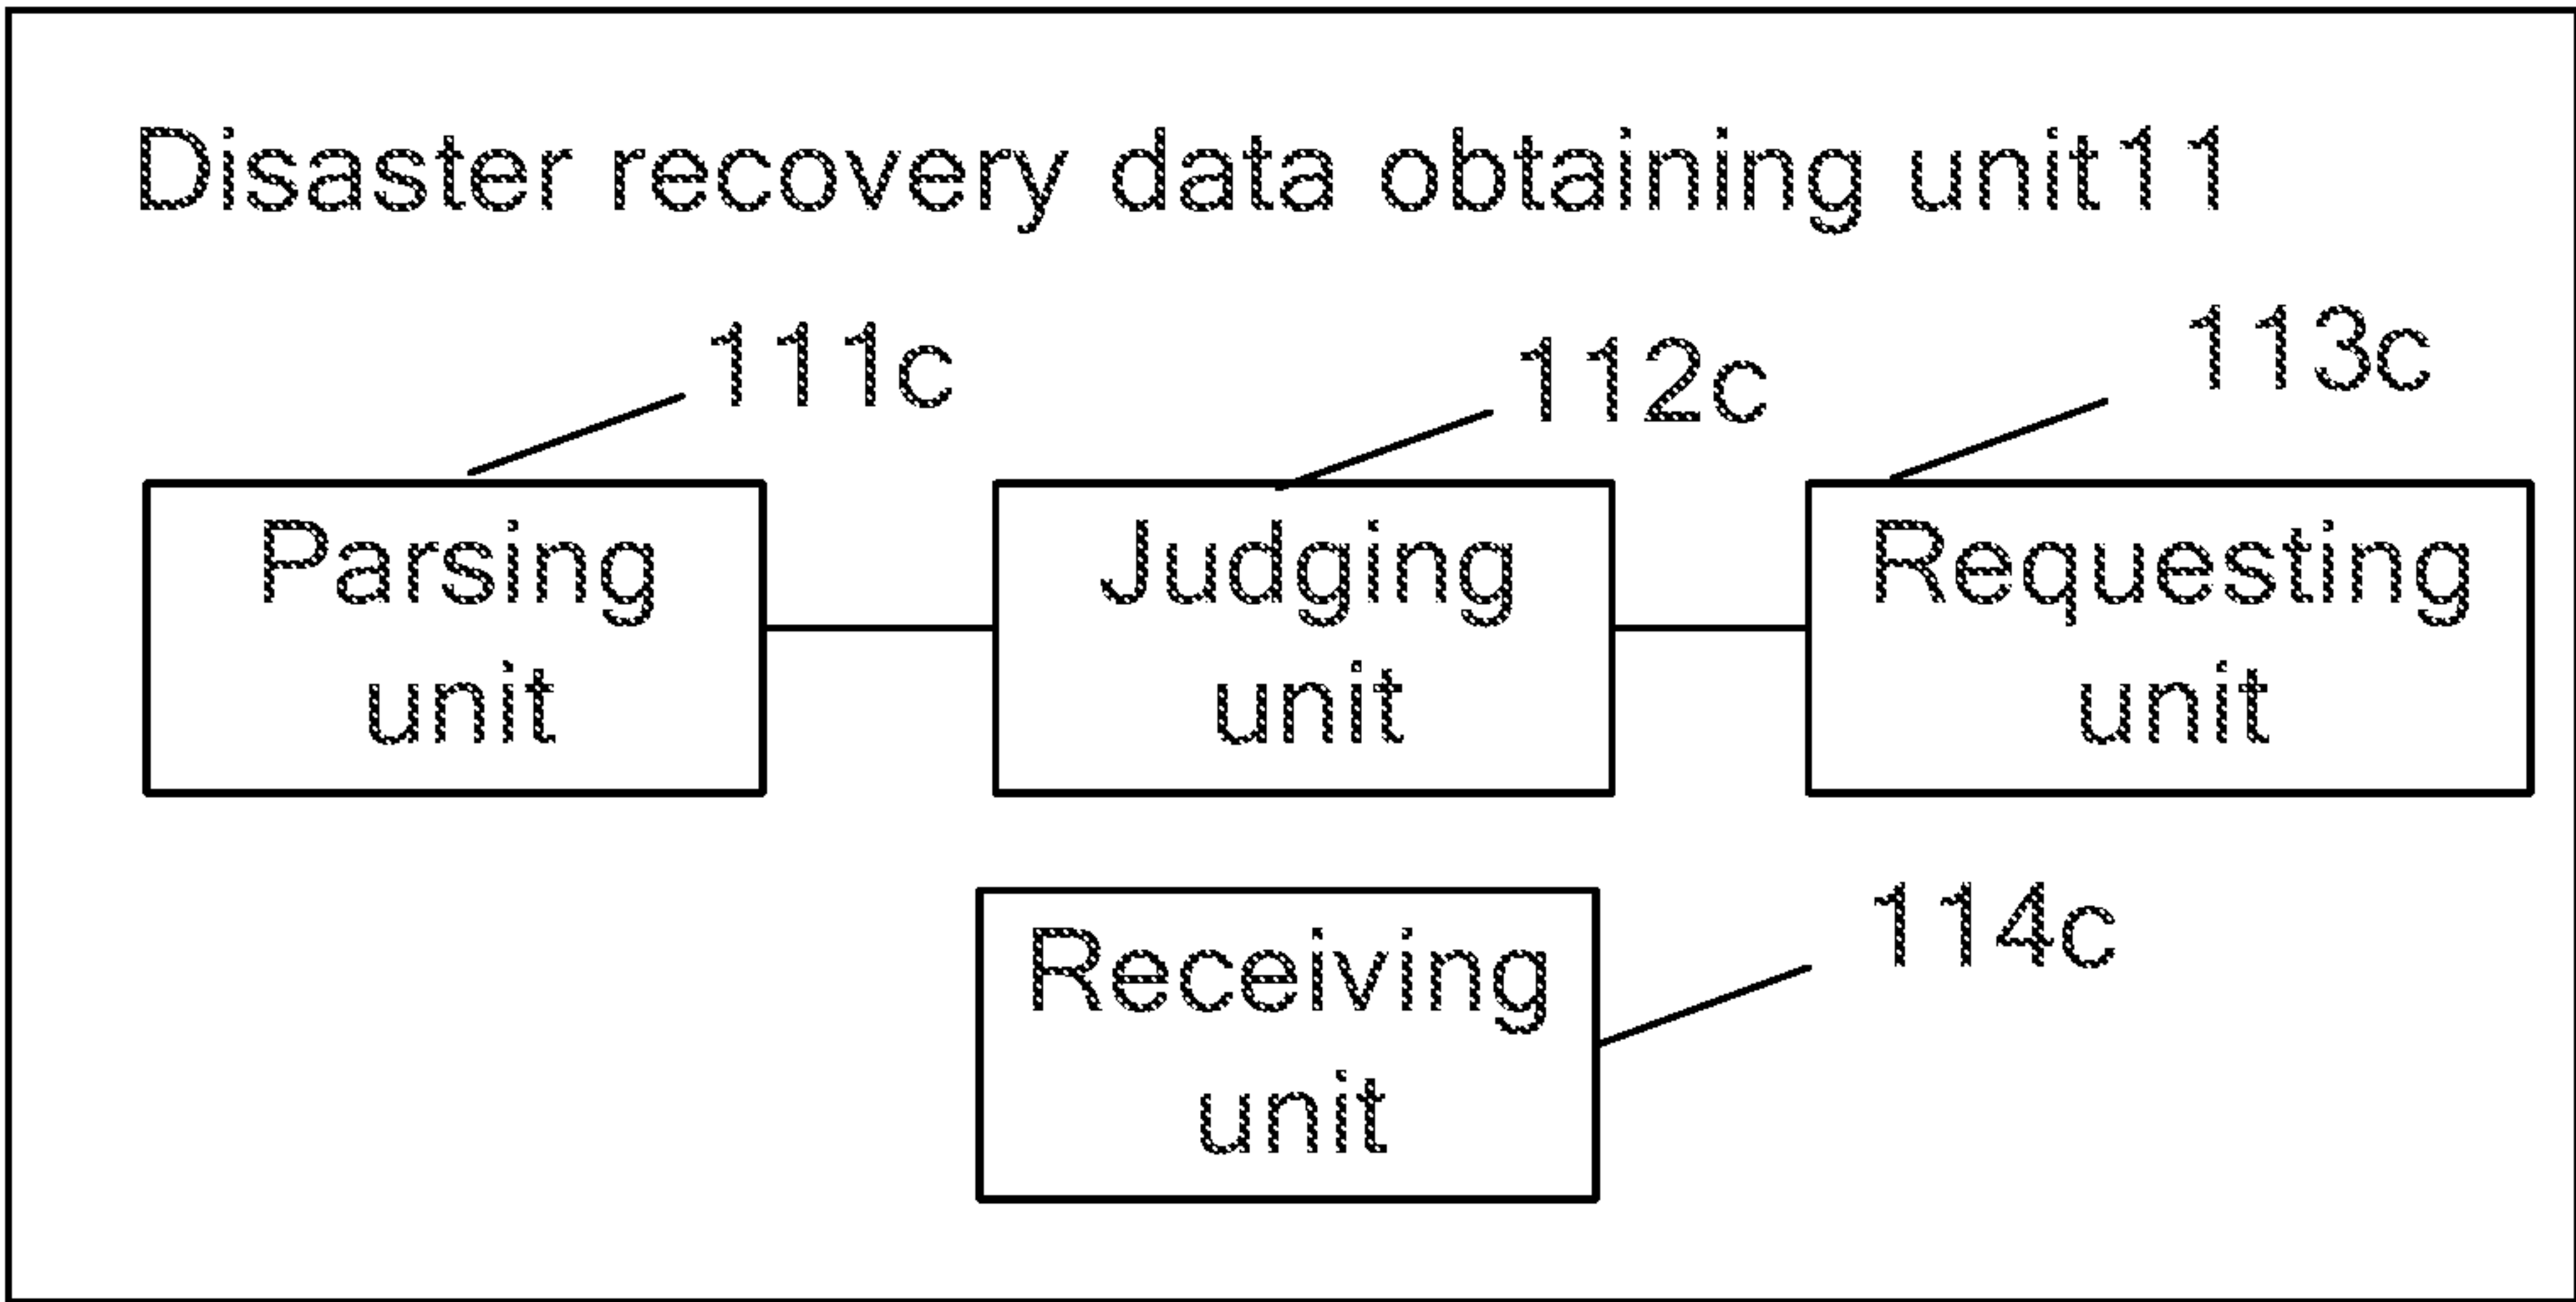 Disaster recovery data obtaining unit11
111c
112c
113c
Parsing
unit
Judging
unit
Requesting
unit
114c
Receiving
unit